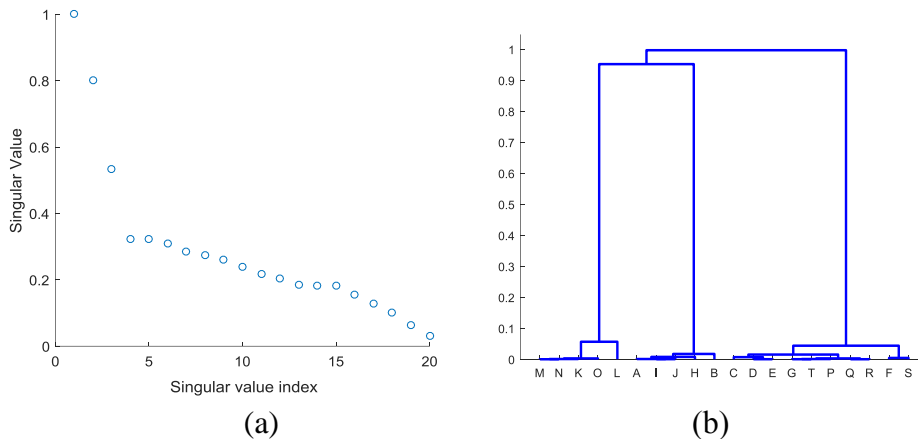 1
0.8
0.6
0.4
0.2
0
0 5 10 15 20
Singular Value
Singular value index
(a)
1
0.9
0.8
0.7
0.6
0.5
0.4
0.3
0.2
0.1
0
M N K O L A I J H B C D E G T P Q R F S
(b)